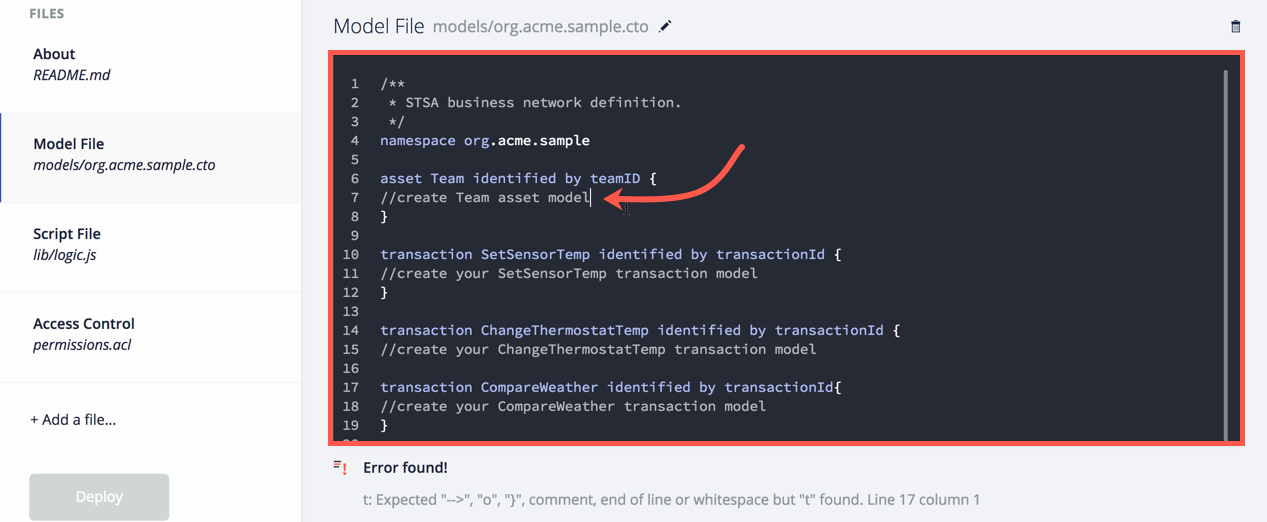 FILES
About
README.md
Model File
models/org.acme.sample.cto
Script File
lib/logic.js
Access Control
permissions.acl
+ Add a file...
Deploy
Model File models/org.acme.sample.cto
1 /**
2 * STSA business network definition.
3 */
4 namespace org.acme.sample
5
6 asset Team identified by teamID {
7 //create Team asset model
8 }
9
10 transaction SetSensorTemp identified by transactionId {
11 //create your SetSensorTemp transaction model
12 }
13
14 transaction ChangeThermostatTemp identified by transactionId {
15 //create your ChangeThermostatTemp transaction model
16
17 transaction CompareWeather identified by transactionId{
18 //create your CompareWeather transaction model
19 }
Error found!
t: Expected "-->", "o", "}", comment, end of line or whitespace but "t" found. Line 17 column 1